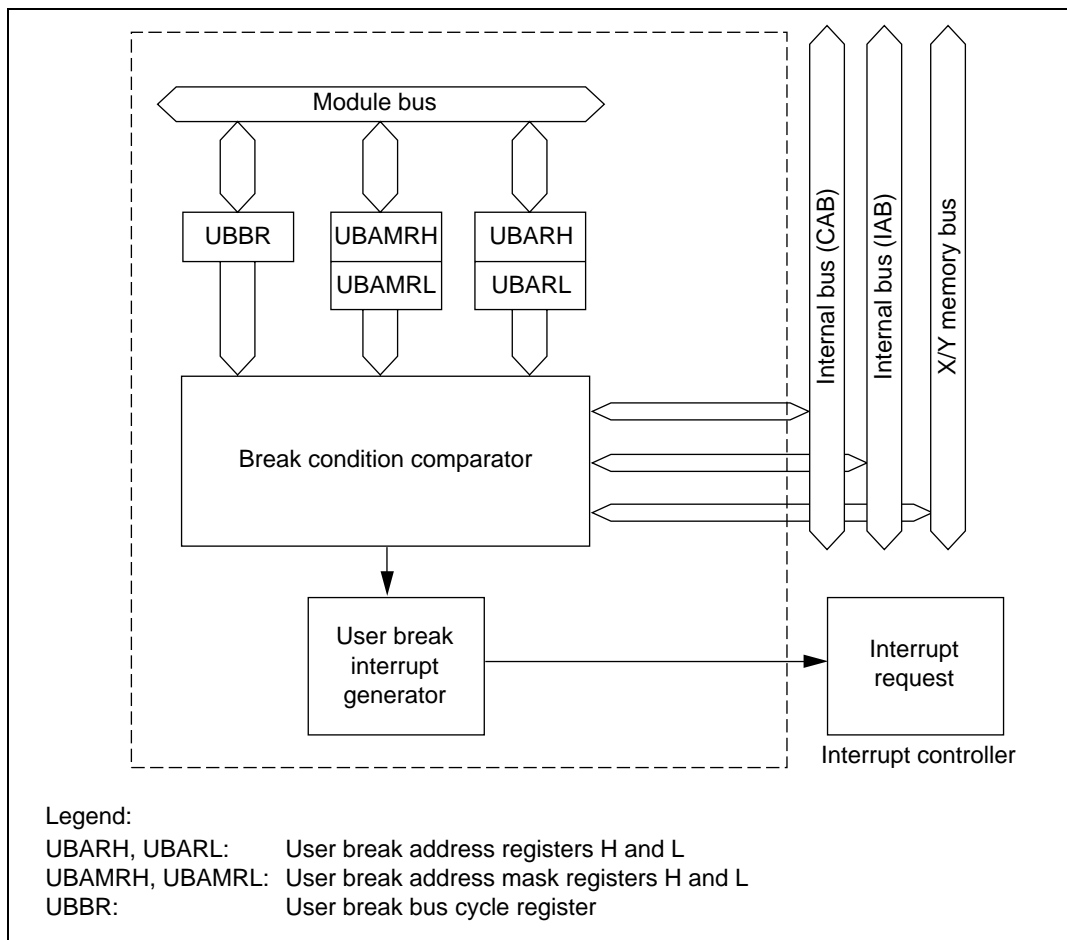 Module bus
UBBR
UBAMRH
UBARH
UBAMRL
UBARL
Internal bus (CAB)
Internal bus (IAB)
X/Y memory bus
Break condition comparator
User break
interrupt
generator
Interrupt
request
Interrupt controller
Legend:
UBARH, UBARL: User break address registers H and L
UBAMRH, UBAMRL: User break address mask registers H and L
UBBR: User break bus cycle register